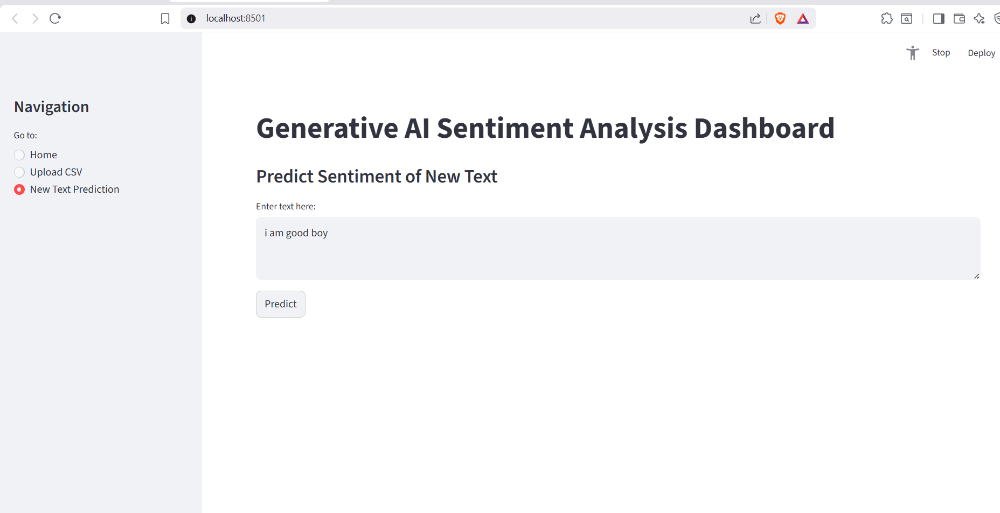 localhost:8501
Stop
Deploy
Navigation
Go to:
Home
Upload CSV
New Text Prediction
Generative AI Sentiment Analysis Dashboard
Predict Sentiment of New Text
Enter text here:
i am good boy
Predict